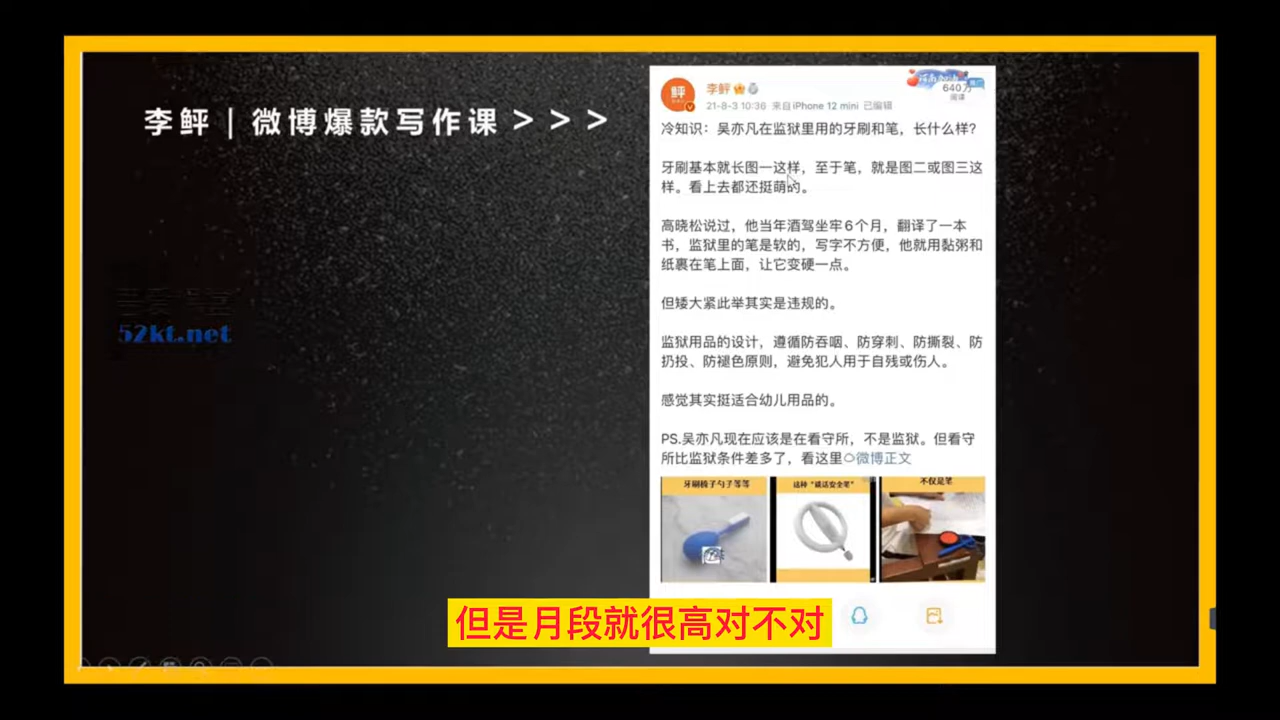 李鲆 | 微博爆款写作课 > > >
52kt.net
鲆
李鲆
640万
阅读
21-8-3 10:36 来自iPhone 12 mini 已编辑
冷知识：吴亦凡在监狱里用的牙刷和笔，长什么样？
牙刷基本就长图一这样，至于笔，就是图二或图三这
样。看上去都还挺萌的。
高晓松说过，他当年酒驾坐牢6个月，翻译了一本
书，监狱里的笔是软的，写字不方便，他就用黏粥和
纸裹在笔上面，让它变硬一点。
但矮大紧此举其实是违规的。
监狱用品的设计，遵循防吞咽、防穿刺、防撕裂、防
扔投、防褪色原则，避免犯人用于自残或伤人。
感觉其实挺适合幼儿用品的。
PS.吴亦凡现在应该是在看守所，不是监狱。但看守
所比监狱条件差多了，看这里微博正文
牙刷梳子勺子等等
这种“谈话安全笔”
不仅是笔
但是月段就很高对不对